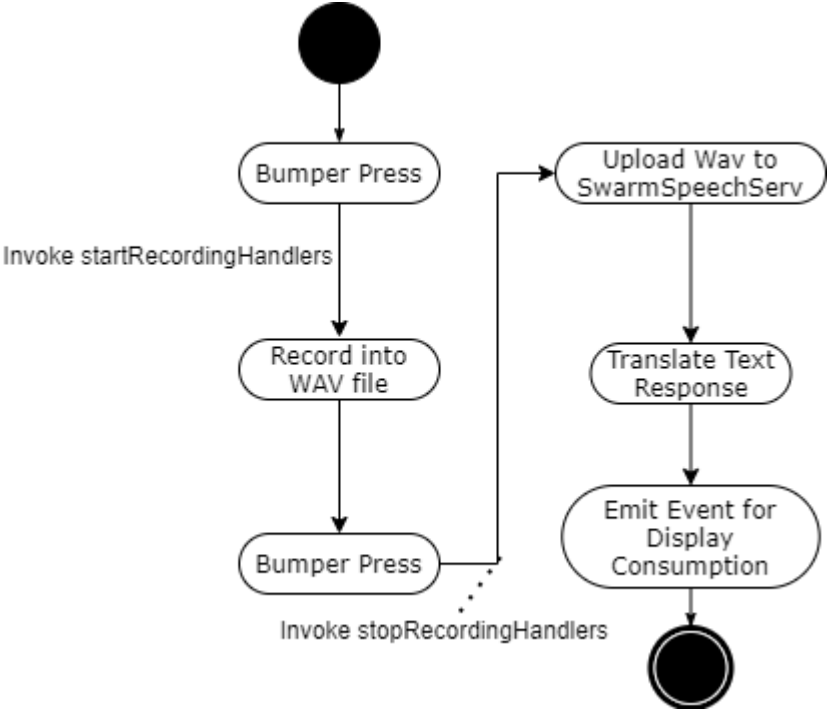 Bumper Press
Invoke startRecordingHandlers
Record into
WAV file
Bumper Press
Invoke stopRecordingHandlers
Upload Wav to
SwarmSpeechServ
Translate Text
Response
Emit Event for
Display
Consumption